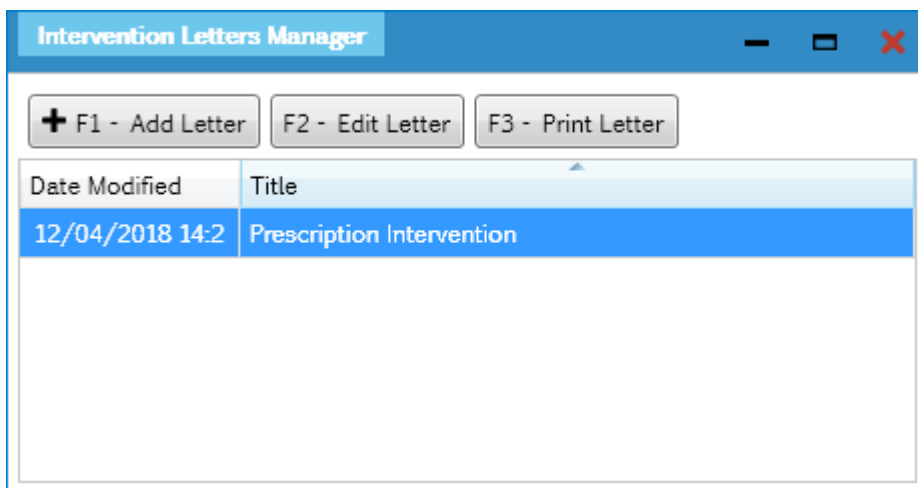 Intervention Letters Manager
F1 - Add Letter F2 - Edit Letter F3 - Print Letter
Date Modified Title
12/04/2018 14:2 Prescription Intervention